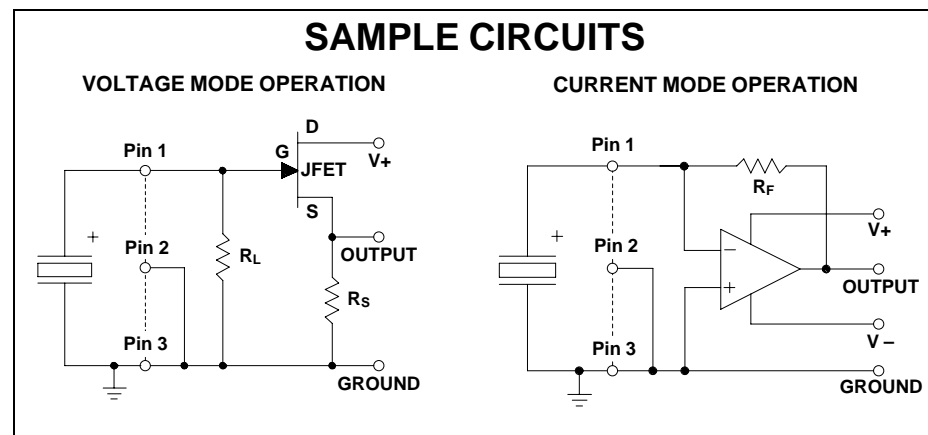 SAMPLE CIRCUITS
VOLTAGE MODE OPERATION
D
Pin 1
G
V+
JFET
S
+
Pin 2
RL
OUTPUT
RS
Pin 3
GROUND
CURRENT MODE OPERATION
Pin 1
RF
V+
+
Pin 2
−
OUTPUT
+
Pin 3
V –
GROUND